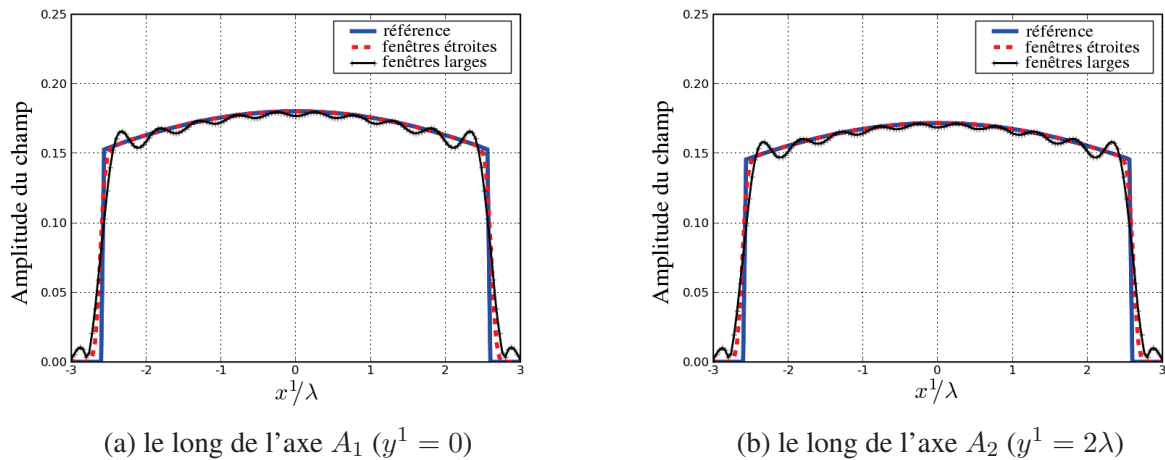 0.25
0.20
0.15
0.10
0.05
0.00
Amplitude du champ
référence
fenêtres étroites
fenêtres larges
-3 -2 -1 0 1 2 3
x¹/λ
(a) le long de l'axe A₁ (y¹ = 0)
0.25
0.20
0.15
0.10
0.05
0.00
Amplitude du champ
référence
fenêtres étroites
fenêtres larges
-3 -2 -1 0 1 2 3
x¹/λ
(b) le long de l'axe A₂ (y¹ = 2λ)